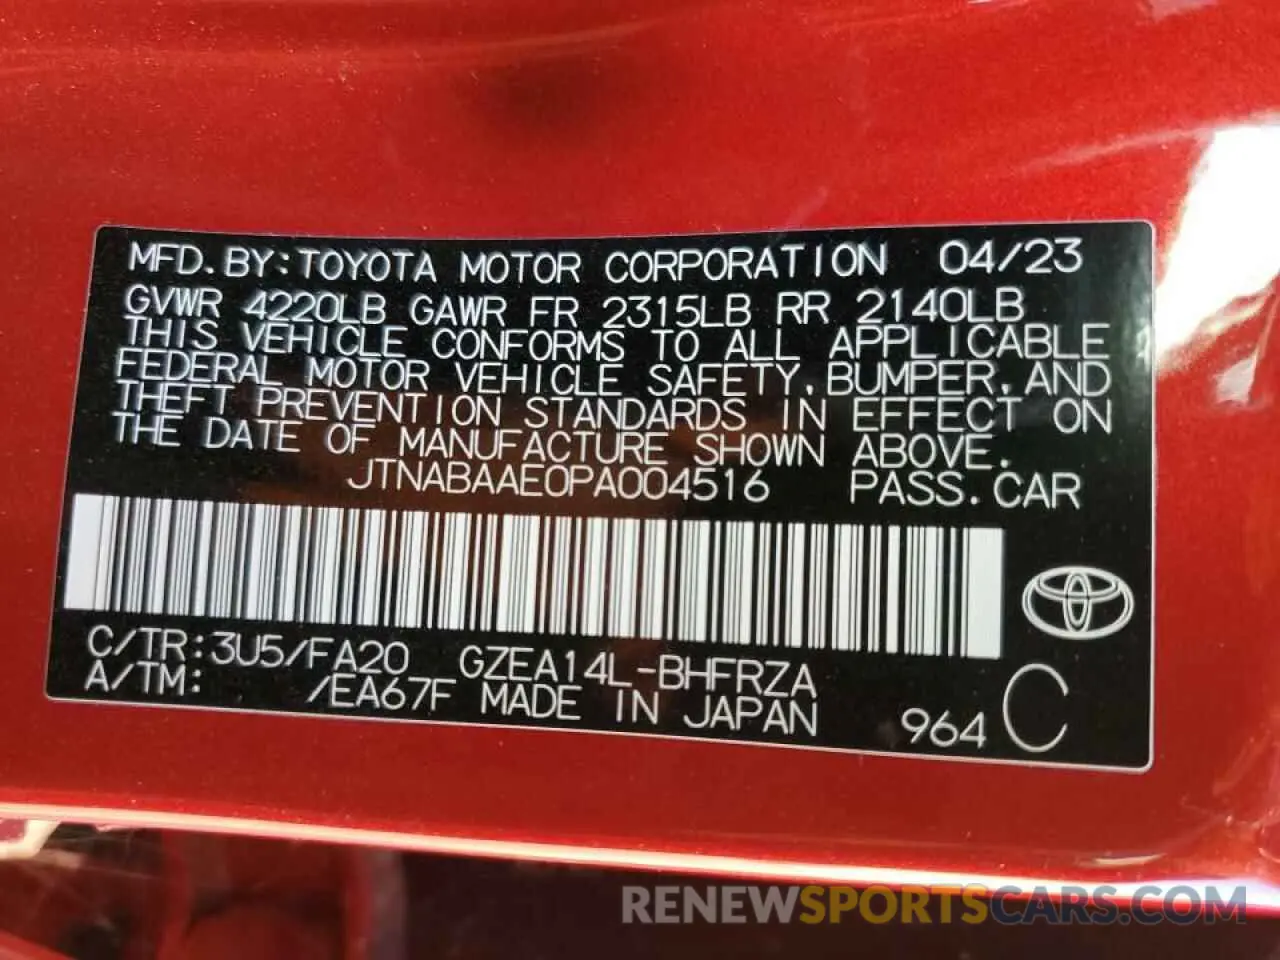 MFD. BY: TOYOTA MOTOR CORPORATION 04/23
GVWR 4220LB GAWR FR 2315LB RR 2140LB
THIS VEHICLE CONFORMS TO ALL APPLICABLE
FEDERAL MOTOR VEHICLE SAFETY, BUMPER, AND
THEFT PREVENTION STANDARDS IN EFFECT ON
THE DATE OF MANUFACTURE SHOWN ABOVE.
JTNABAAE0PA004516 PASS. CAR
C/TR: 3U5/FA20 GZEA14L-BHFRZA
A/TM: /EA67F MADE IN JAPAN 964 C
RENEWSPORTSCARS.COM